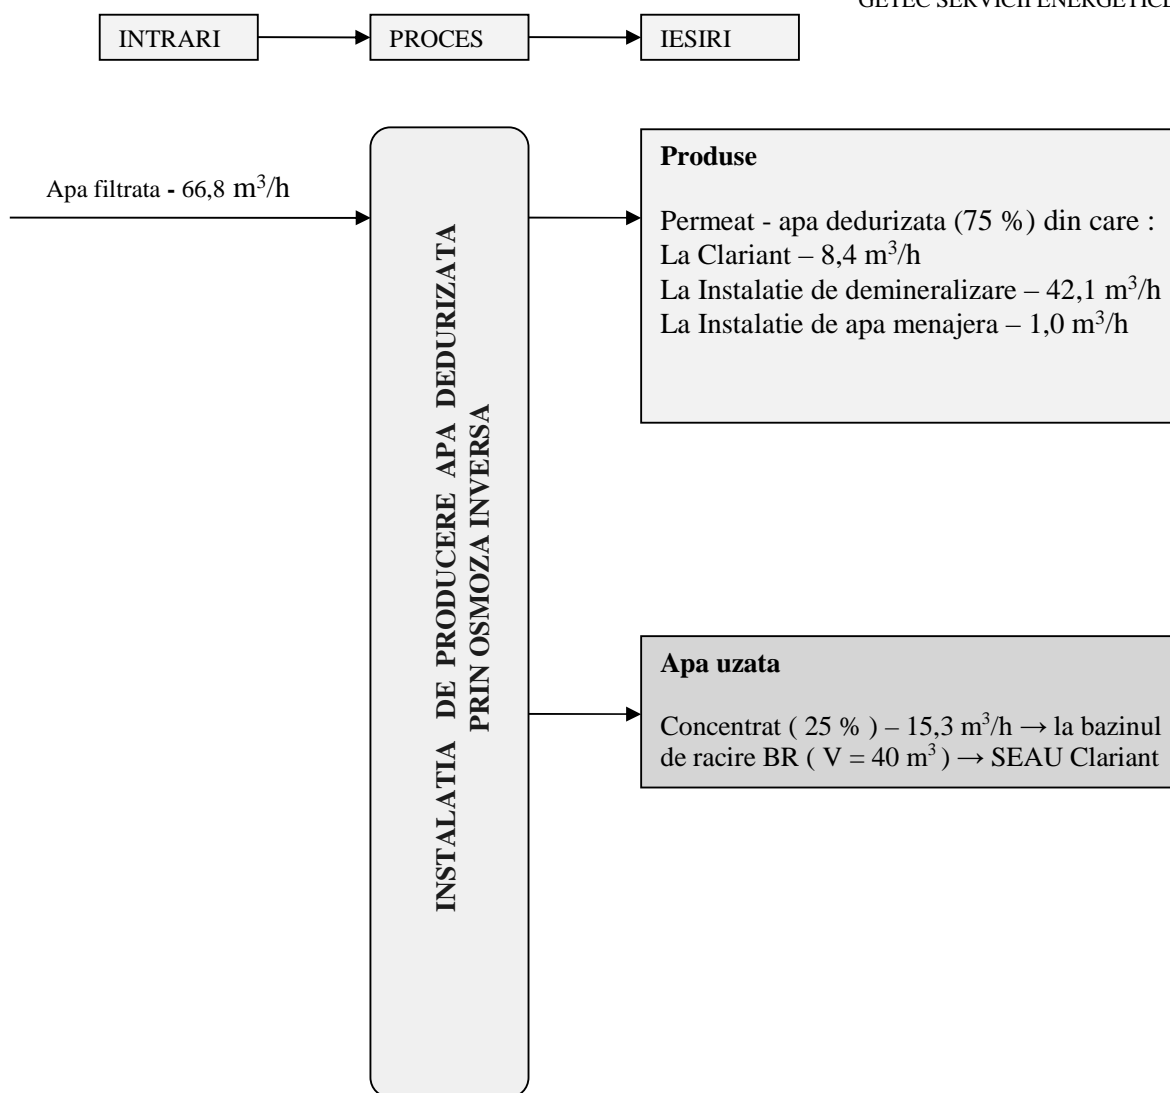 GETEC SERVICII ENERGETICE
INTRARI
PROCES
IESIRI
Apa filtrata - 66,8 m³/h
INSTALATIA DE PRODUCERE APA DEDURIZATA
PRIN OSMOZA INVERSA
Produse
Permeat - apa dedurizata (75 %) din care :
La Clariant – 8,4 m³/h
La Instalatie de demineralizare – 42,1 m³/h
La Instalatie de apa menajera – 1,0 m³/h
Apa uzata
Concentrat ( 25 % ) – 15,3 m³/h → la bazinul
de racire BR ( V = 40 m³ ) → SEAU Clariant